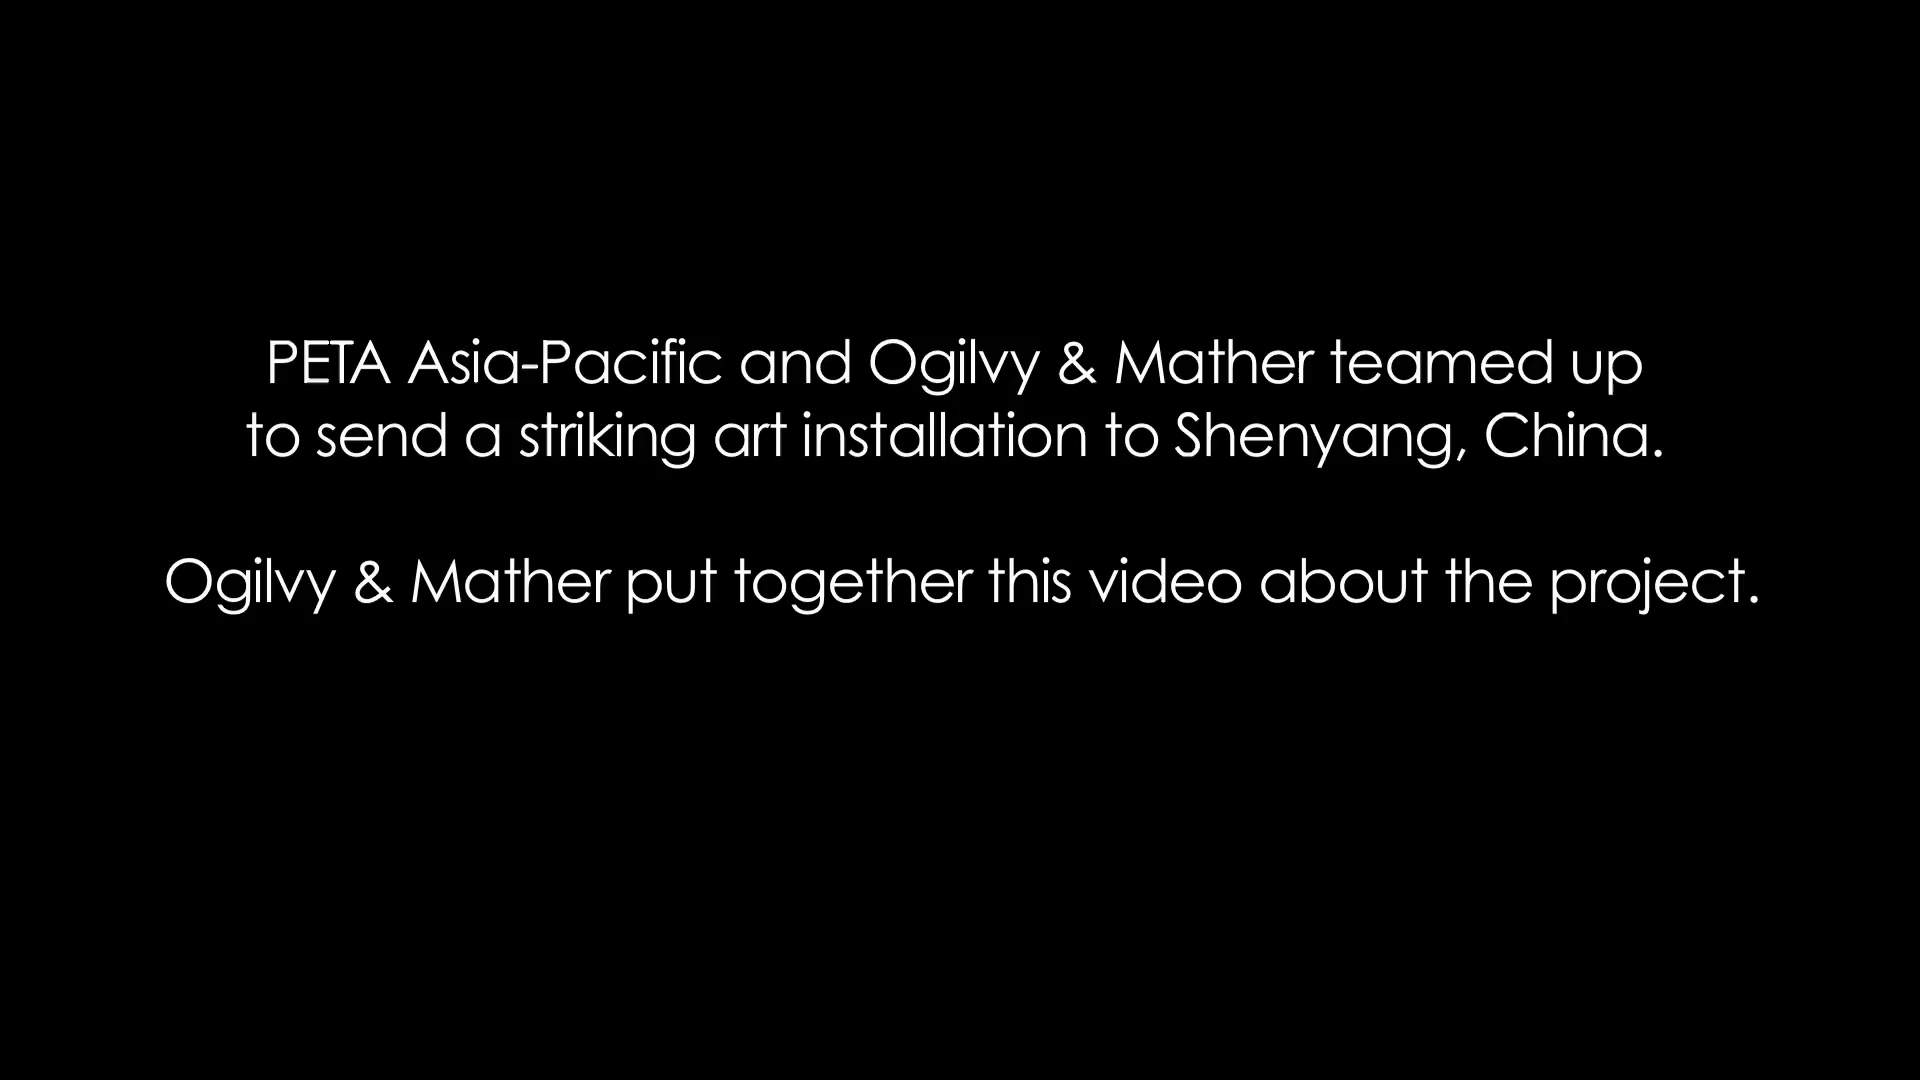 PETA Asia-Pacific and Ogilvy & Mather teamed up
to send a striking art installation to Shenyang, China.
Ogilvy & Mather put together this video about the project.